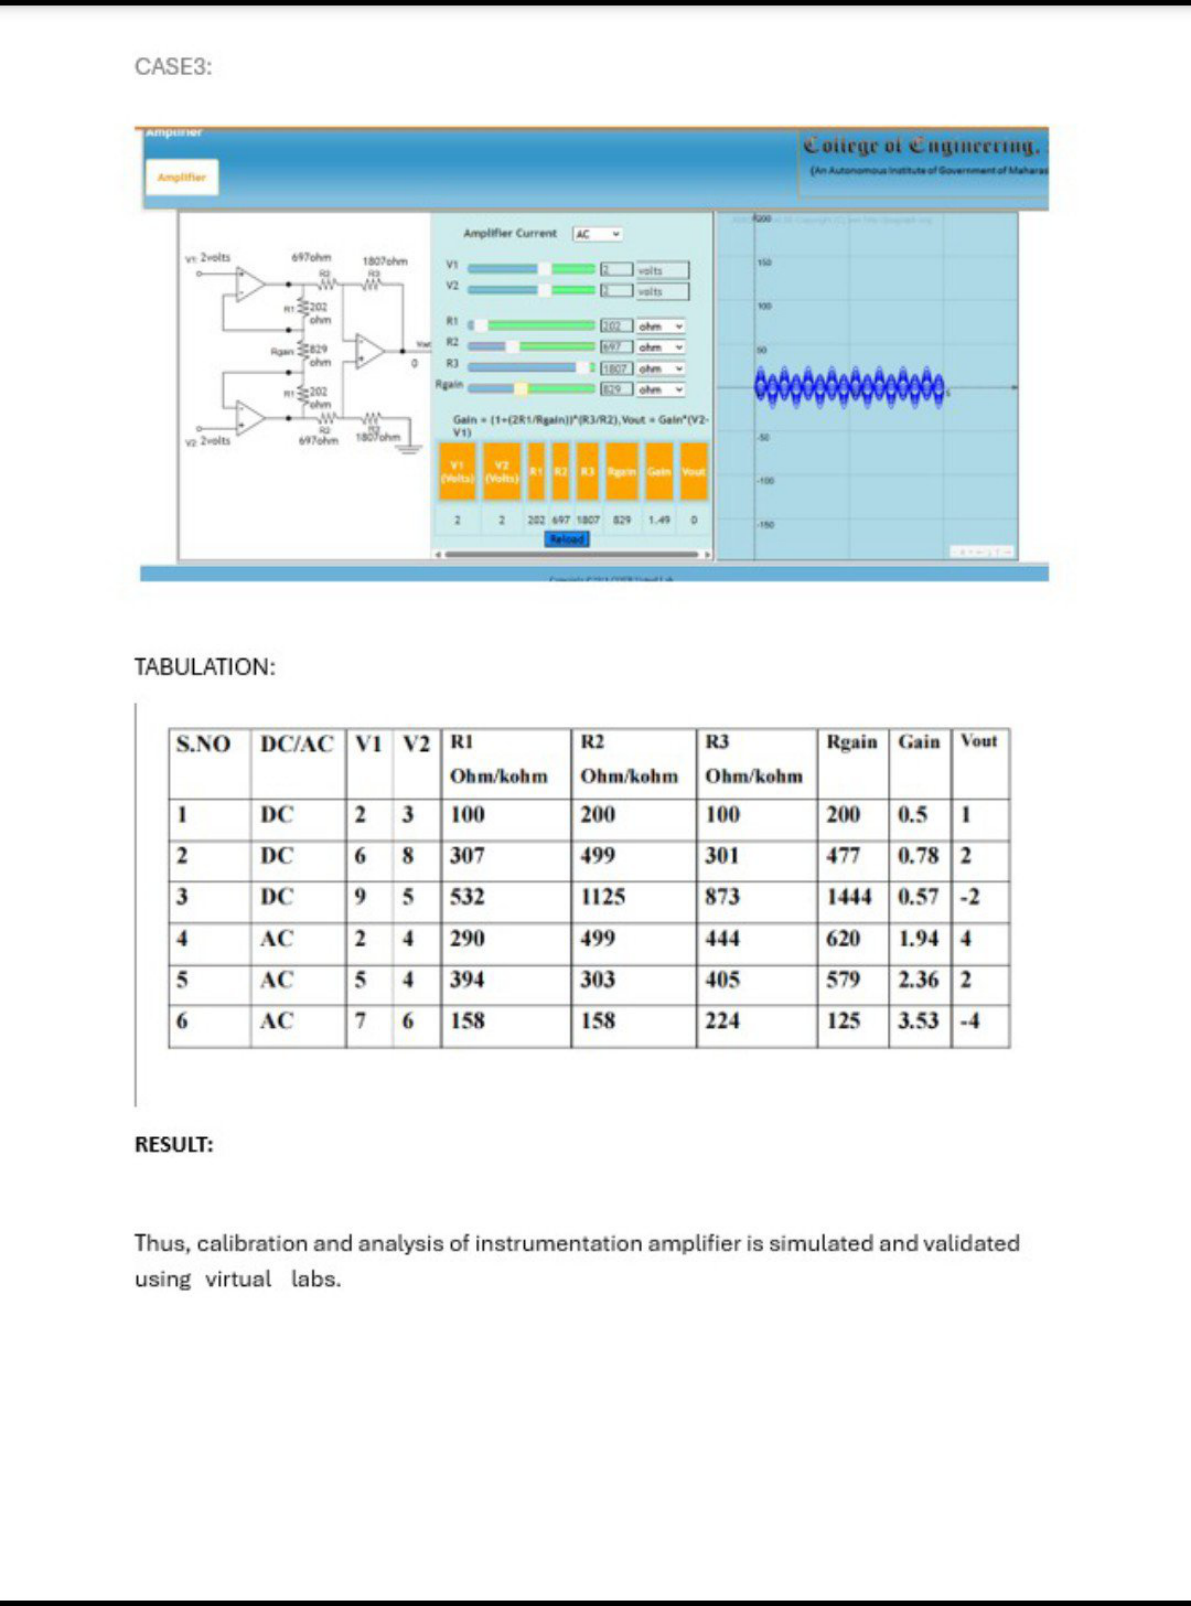 CASE3:
Amplifier
College of Engineering,
(An Autonomous Institute of Government of Maharas
Amplifier
Amplifier Current AC
V1 2 volts
V2 2 volts
R1 202 ohm
R2 697 ohm
R3 1807 ohm
Rgain 829 ohm
Gain = (1+(2R1/Rgain))*(R3/R2), Vout = Gain*(V2-
V1)
V1 (Volts) V2 (Volts) R1 R2 R3 Rgain Gain Vout
2 2 202 697 1807 829 1.49 0
Reload
V1 2volts
697ohm
1807ohm
R2
R3
R1 202
ohm
Rgan 829
ohm
Vout
0
R1 202
ohm
R2
R3
V2 2volts
697ohm
1807ohm
200
150
100
50
-50
-100
-150
TABULATION:
S.NO DC/AC V1 V2 R1 R2 R3 Rgain Gain Vout
Ohm/kohm Ohm/kohm Ohm/kohm
1 DC 2 3 100 200 100 200 0.5 1
2 DC 6 8 307 499 301 477 0.78 2
3 DC 9 5 532 1125 873 1444 0.57 -2
4 AC 2 4 290 499 444 620 1.94 4
5 AC 5 4 394 303 405 579 2.36 2
6 AC 7 6 158 158 224 125 3.53 -4
RESULT:
Thus, calibration and analysis of instrumentation amplifier is simulated and validated
using virtual labs.